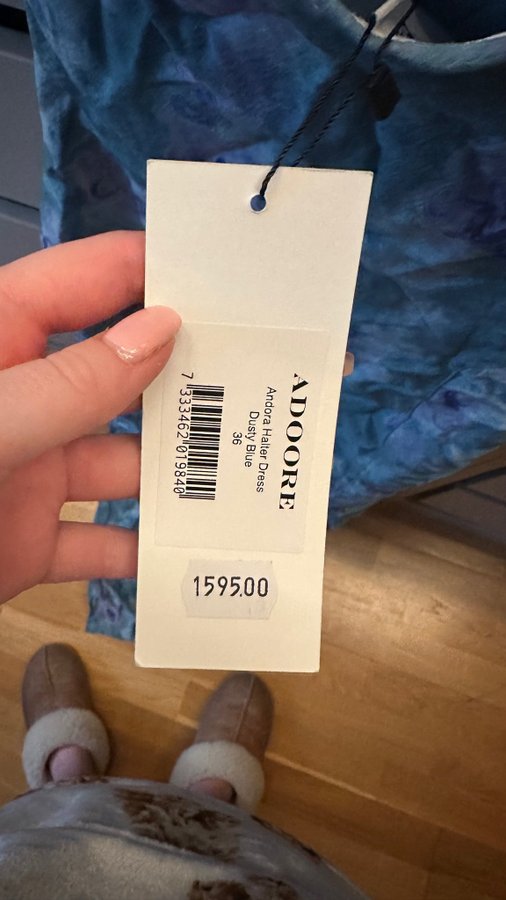 ADOORE
Andora Halter Dress
Dusty Blue
36
7 333462 019840
1595.00